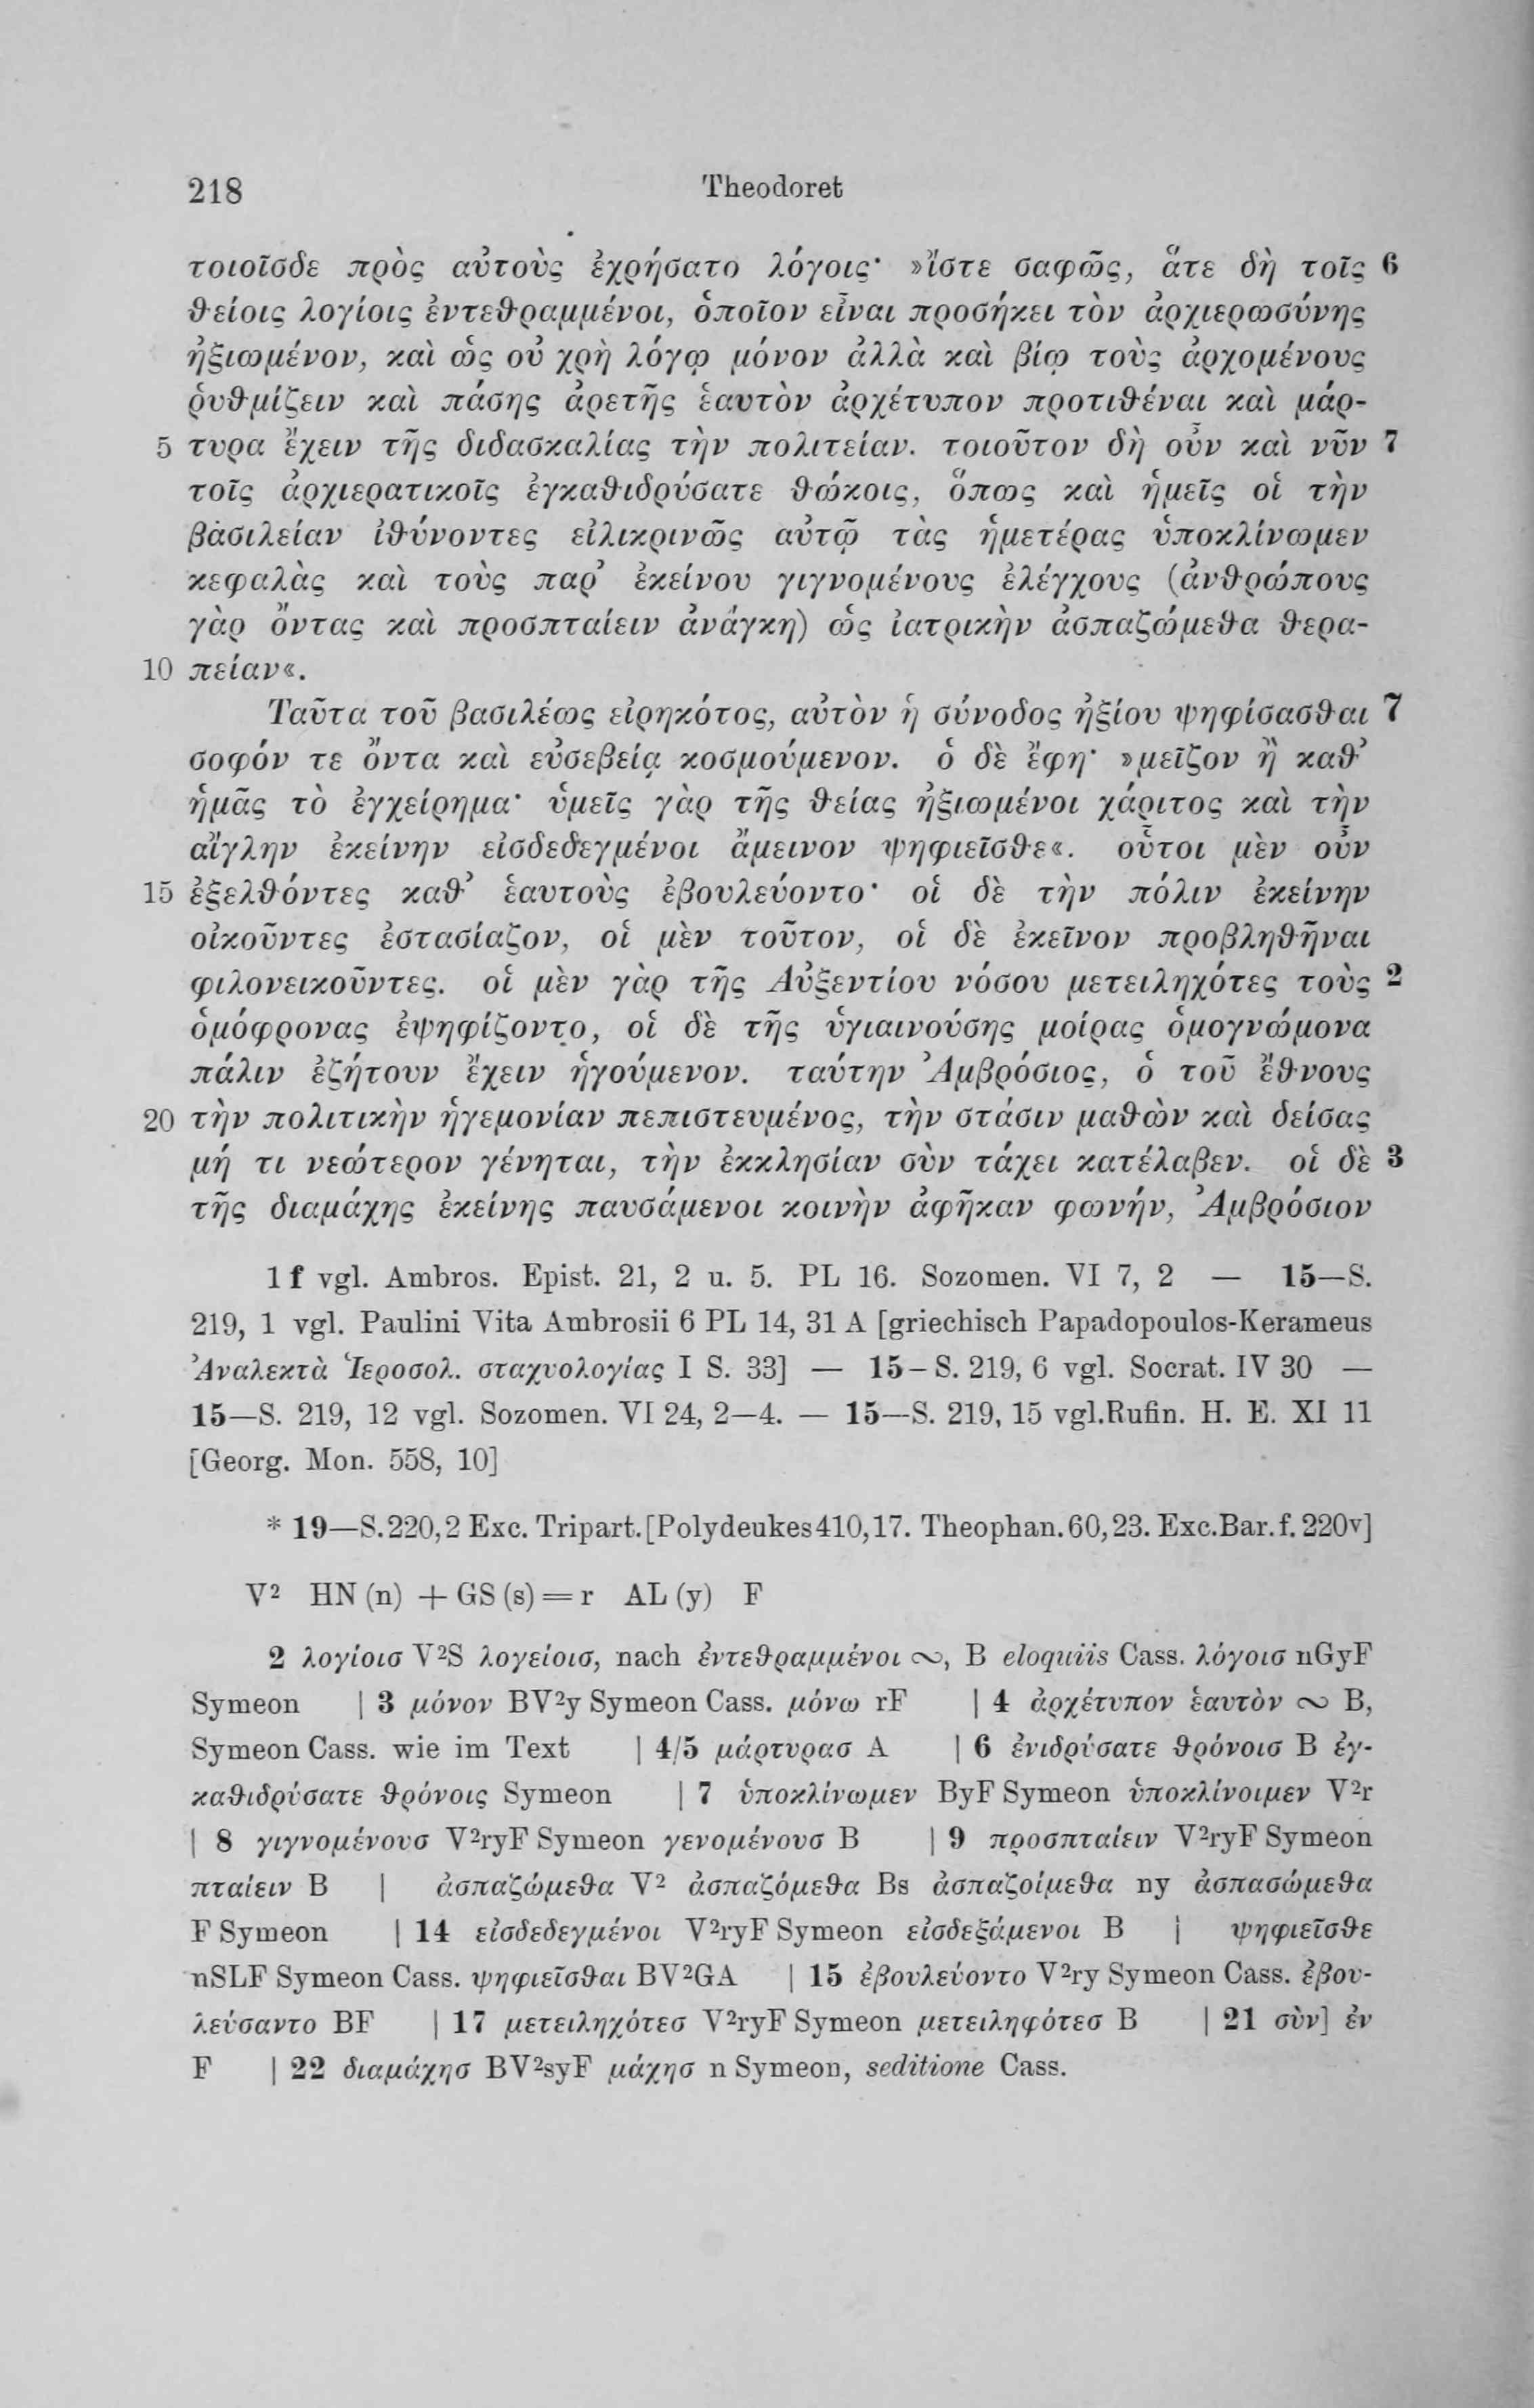 218 Theodoret
τοιοῖσδε πρὸς αὐτοὺς ἐχρήσατο λόγοις· »ἴστε σαφῶς, ἅτε δὴ τοῖς 6
θείοις λογίοις ἐντεθραμμένοι, ὁποῖον εἶναι προσήκει τὸν ἀρχιερωσύνης
ἠξιωμένον, καὶ ὡς οὐ χρὴ λόγῳ μόνον ἀλλὰ καὶ βίῳ τοὺς ἀρχομένους
ῥυθμίζειν καὶ πάσης ἀρετῆς ἑαυτὸν ἀρχέτυπον προτιθέναι καὶ μάρ-
5 τυρα ἔχειν τῆς διδασκαλίας τὴν πολιτείαν. τοιοῦτον δὴ οὖν καὶ νῦν 7
τοῖς ἀρχιερατικοῖς ἐγκαθιδρύσατε θώκοις, ὅπως καὶ ἡμεῖς οἱ τὴν
βασιλείαν ἰθύνοντες εἰλικρινῶς αὐτῷ τὰς ἡμετέρας ὑποκλίνωμεν
κεφαλὰς καὶ τοὺς παρ’ ἐκείνου γιγνομένους ἐλέγχους (ἀνθρώπους
γὰρ ὄντας καὶ προσπταίειν ἀνάγκη) ὡς ἰατρικὴν ἀσπαζώμεθα θερα-
10 πείαν«.
Ταῦτα τοῦ βασιλέως εἰρηκότος, αὐτὸν ἡ σύνοδος ἠξίου ψηφίσασθαι 7
σοφόν τε ὄντα καὶ εὐσεβείᾳ κοσμούμενον. ὁ δὲ ἔφη· »μεῖζον ἢ καθ’
ἡμᾶς τὸ ἐγχείρημα· ὑμεῖς γὰρ τῆς θείας ἠξιωμένοι χάριτος καὶ τὴν
αἴγλην ἐκείνην εἰσδεδεγμένοι ἄμεινον ψηφιεῖσθε«. οὗτοι μὲν οὖν
15 ἐξελθόντες καθ’ ἑαυτοὺς ἐβουλεύοντο· οἱ δὲ τὴν πόλιν ἐκείνην
οἰκοῦντες ἐστασίαζον, οἱ μὲν τοῦτον, οἱ δὲ ἐκεῖνον προβληθῆναι
φιλονεικοῦντες. οἱ μὲν γὰρ τῆς Αὐξεντίου νόσου μετειληχότες τοὺς 2
ὁμόφρονας ἐψηφίζοντο, οἱ δὲ τῆς ὑγιαινούσης μοίρας ὁμογνώμονα
πάλιν ἐζήτουν ἔχειν ἡγούμενον. ταύτην Ἀμβρόσιος, ὁ τοῦ ἔθνους
20 τὴν πολιτικὴν ἡγεμονίαν πεπιστευμένος, τὴν στάσιν μαθὼν καὶ δείσας
μή τι νεώτερον γένηται, τὴν ἐκκλησίαν σὺν τάχει κατέλαβεν. οἱ δὲ 3
τῆς διαμάχης ἐκείνης παυσάμενοι κοινὴν ἀφῆκαν φωνήν, Ἀμβρόσιον
1 f vgl. Ambros. Epist. 21, 2 u. 5. PL 16. Sozomen. VI 7, 2 — 15—S.
219, 1 vgl. Paulini Vita Ambrosii 6 PL 14, 31 A [griechisch Papadopoulos-Kerameus
Ἀναλεκτὰ Ἱεροσολ. σταχυολογίας I S. 33] — 15–S. 219, 6 vgl. Socrat. IV 30 —
15—S. 219, 12 vgl. Sozomen. VI 24, 2—4. — 15—S. 219, 15 vgl. Rufin. H. E. XI 11
[Georg. Mon. 558, 10]
* 19—S. 220, 2 Exc. Tripart. [Polydeukes 410, 17. Theophan. 60, 23. Exc. Bar. f. 220v]
V² HN (n) + GS (s) = r AL (y) F
2 λογίοισ V²S λογείοισ, nach ἐντεθραμμένοι ∾, B eloquiis Cass. λόγοισ nGyF
Symeon | 3 μόνον BV²y Symeon Cass. μόνω rF | 4 ἀρχέτυπον ἑαυτὸν ∾ B,
Symeon Cass. wie im Text | 4/5 μάρτυρασ A | 6 ἐνιδρύσατε θρόνοισ B ἐγ-
καθιδρύσατε θρόνοις Symeon | 7 ὑποκλίνωμεν ByF Symeon ὑποκλίνοιμεν V²r
| 8 γιγνομένουσ V²ryF Symeon γενομένουσ B | 9 προσπταίειν V²ryF Symeon
πταίειν B | ἀσπαζώμεθα V² ἀσπαζόμεθα Bs ἀσπαζοίμεθα ny ἀσπασώμεθα
F Symeon | 14 εἰσδεδεγμένοι V²ryF Symeon εἰσδεξάμενοι B | ψηφιεῖσθε
nSLF Symeon Cass. ψηφιεῖσθαι BV²GA | 15 ἐβουλεύοντο V²ry Symeon Cass. ἐβου-
λεύσαντο BF | 17 μετειληχότεσ V²ryF Symeon μετειληφότεσ B | 21 σὺν] ἐν
F | 22 διαμάχησ BV²syF μάχησ n Symeon, seditione Cass.